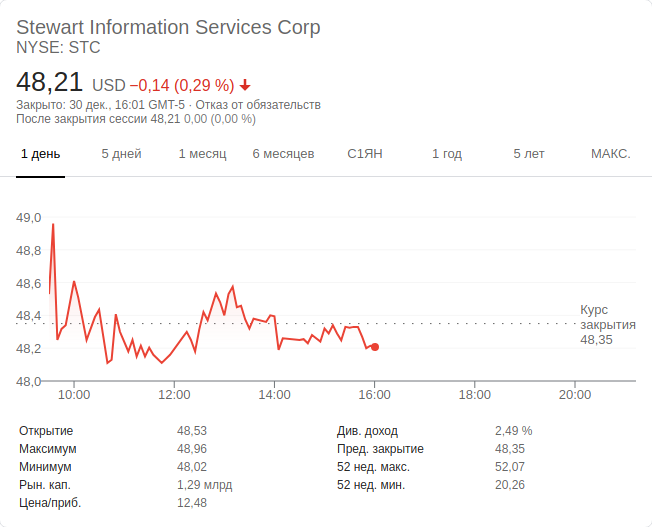 Stewart Information Services Corp
NYSE: STC
48,21 USD −0,14 (0,29 %)
Закрыто: 30 дек., 16:01 GMT-5 · Отказ от обязательств
После закрытия сессии 48,21 0,00 (0,00 %)
1 день 5 дней 1 месяц 6 месяцев С1ЯН 1 год 5 лет МАКС.
49,0
48,8
48,6
48,4
48,2
48,0
Курс
закрытия
48,35
10:00 12:00 14:00 16:00 18:00 20:00
Открытие 48,53 Див. доход 2,49 %
Максимум 48,96 Пред. закрытие 48,35
Минимум 48,02 52 нед. макс. 52,07
Рын. кап. 1,29 млрд 52 нед. мин. 20,26
Цена/приб. 12,48